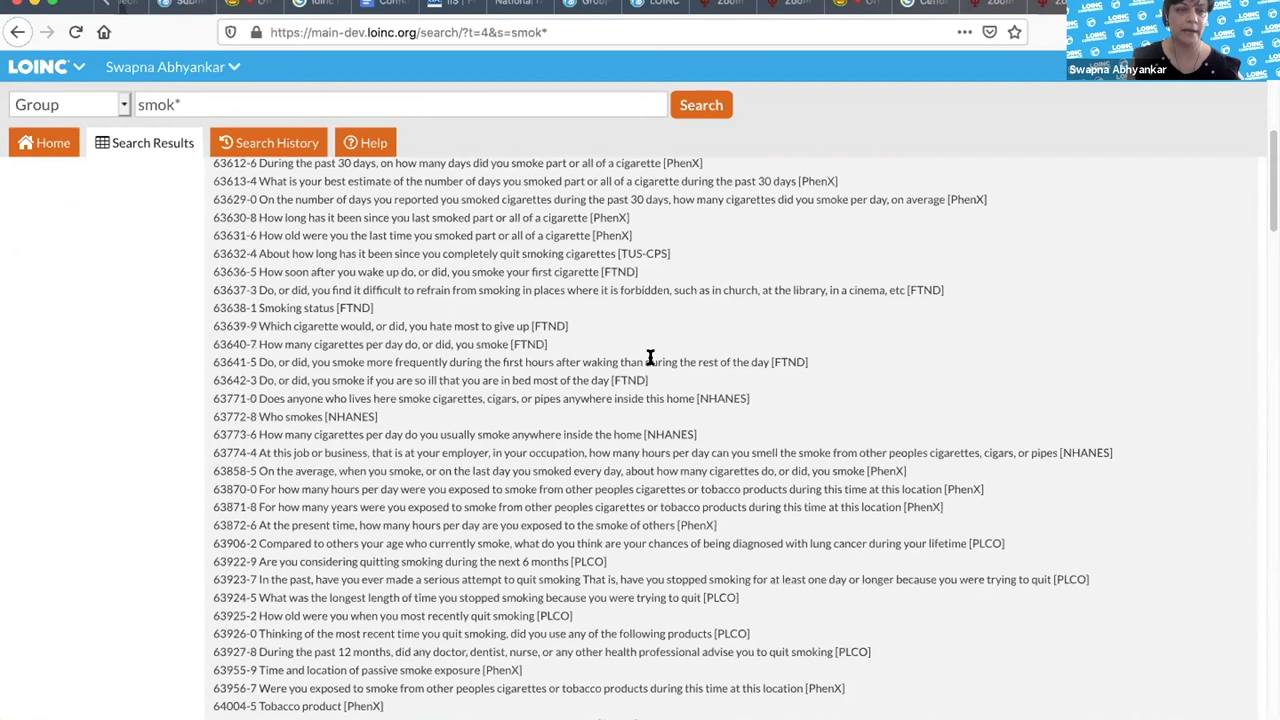 Submi
loinc
Con
IIS | F
National
Group
LOINC
Zoom
Zoom
Or
Zoom
https://main-dev.loinc.org/search/?t=4&s=smok*
LOINC
Swapna Abhyankar
Swapna Abhyankar
Group
smok*
Search
Home
Search Results
Search History
Help
63612-6 During the past 30 days, on how many days did you smoke part or all of a cigarette [PhenX]
63613-4 What is your best estimate of the number of days you smoked part or all of a cigarette during the past 30 days [PhenX]
63629-0 On the number of days you reported you smoked cigarettes during the past 30 days, how many cigarettes did you smoke per day, on average [PhenX]
63630-8 How long has it been since you last smoked part or all of a cigarette [PhenX]
63631-6 How old were you the last time you smoked part or all of a cigarette [PhenX]
63632-4 About how long has it been since you completely quit smoking cigarettes [TUS-CPS]
63636-5 How soon after you wake up do, or did, you smoke your first cigarette [FTND]
63637-3 Do, or did, you find it difficult to refrain from smoking in places where it is forbidden, such as in church, at the library, in a cinema, etc [FTND]
63638-1 Smoking status [FTND]
63639-9 Which cigarette would, or did, you hate most to give up [FTND]
63640-7 How many cigarettes per day do, or did, you smoke [FTND]
63641-5 Do, or did, you smoke more frequently during the first hours after waking than during the rest of the day [FTND]
63642-3 Do, or did, you smoke if you are so ill that you are in bed most of the day [FTND]
63771-0 Does anyone who lives here smoke cigarettes, cigars, or pipes anywhere inside this home [NHANES]
63772-8 Who smokes [NHANES]
63773-6 How many cigarettes per day do you usually smoke anywhere inside the home [NHANES]
63774-4 At this job or business, that is at your employer, in your occupation, how many hours per day can you smell the smoke from other peoples cigarettes, cigars, or pipes [NHANES]
63858-5 On the average, when you smoke, or on the last day you smoked every day, about how many cigarettes do, or did, you smoke [PhenX]
63870-0 For how many hours per day were you exposed to smoke from other peoples cigarettes or tobacco products during this time at this location [PhenX]
63871-8 For how many years were you exposed to smoke from other peoples cigarettes or tobacco products during this time at this location [PhenX]
63872-6 At the present time, how many hours per day are you exposed to the smoke of others [PhenX]
63906-2 Compared to others your age who currently smoke, what do you think are your chances of being diagnosed with lung cancer during your lifetime [PLCO]
63922-9 Are you considering quitting smoking during the next 6 months [PLCO]
63923-7 In the past, have you ever made a serious attempt to quit smoking That is, have you stopped smoking for at least one day or longer because you were trying to quit [PLCO]
63924-5 What was the longest length of time you stopped smoking because you were trying to quit [PLCO]
63925-2 How old were you when you most recently quit smoking [PLCO]
63926-0 Thinking of the most recent time you quit smoking, did you use any of the following products [PLCO]
63927-8 During the past 12 months, did any doctor, dentist, nurse, or any other health professional advise you to quit smoking [PLCO]
63955-9 Time and location of passive smoke exposure [PhenX]
63956-7 Were you exposed to smoke from other peoples cigarettes or tobacco products during this time at this location [PhenX]
64004-5 Tobacco product [PhenX]